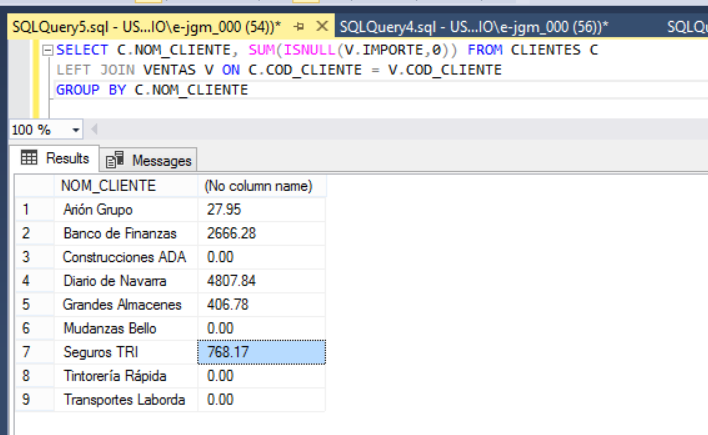 SQLQuery5.sql - US...IO\e-jgm_000 (54))* SQLQuery4.sql - US...IO\e-jgm_000 (56))* SQLQu
SELECT C.NOM_CLIENTE, SUM(ISNULL(V.IMPORTE,0)) FROM CLIENTES C
LEFT JOIN VENTAS V ON C.COD_CLIENTE = V.COD_CLIENTE
GROUP BY C.NOM_CLIENTE
100 %
Results Messages
NOM_CLIENTE (No column name)
1 Arión Grupo 27.95
2 Banco de Finanzas 2666.28
3 Construcciones ADA 0.00
4 Diario de Navarra 4807.84
5 Grandes Almacenes 406.78
6 Mudanzas Bello 0.00
7 Seguros TRI 768.17
8 Tintorería Rápida 0.00
9 Transportes Laborda 0.00